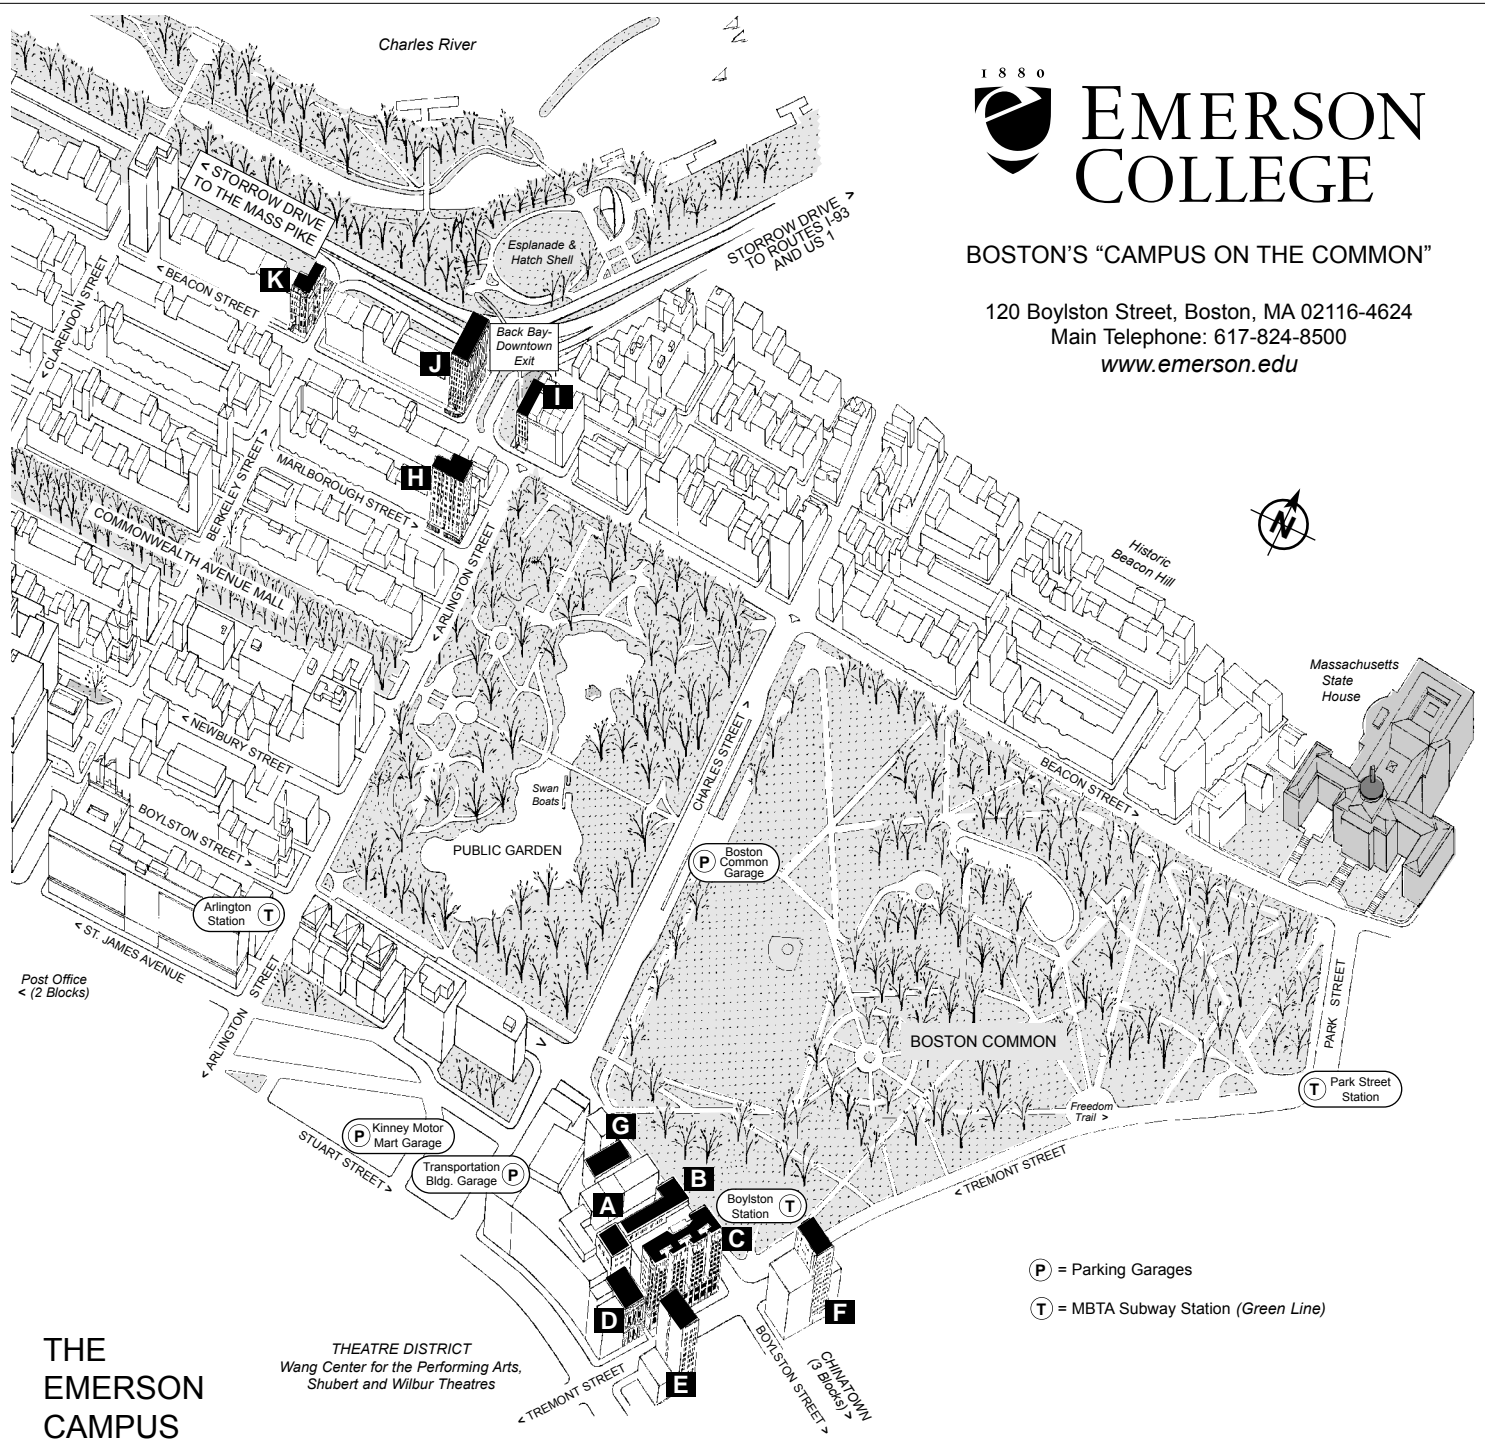 Charles River
1880
EMERSON
COLLEGE
BOSTON'S “CAMPUS ON THE COMMON”
120 Boylston Street, Boston, MA 02116-4624
Main Telephone: 617-824-8500
www.emerson.edu
< STORROW DRIVE
TO THE MASS PIKE
STORROW DRIVE >
TO ROUTES I-93
AND US 1
Esplanade &
Hatch Shell
K
< BEACON STREET
< CLARENDON STREET
Back Bay-
Downtown
Exit
J
I
H
MARLBOROUGH STREET >
BERKELEY STREET >
COMMONWEALTH AVENUE MALL
< ARLINGTON STREET
N
Historic
Beacon Hill
Massachusetts
State
House
< NEWBURY STREET
CHARLES STREET >
BEACON STREET >
Swan
Boats
BOYLSTON STREET >
PUBLIC GARDEN
P Boston
Common
Garage
Arlington
Station T
< ST. JAMES AVENUE
Post Office
< (2 Blocks)
< ARLINGTON STREET
>
BOSTON COMMON
PARK STREET
T Park Street
Station
Freedom
Trail >
P Kinney Motor
Mart Garage
STUART STREET >
Transportation
Bldg. Garage P
G
< TREMONT STREET
B
A
Boylston
Station T
C
P = Parking Garages
T = MBTA Subway Station (Green Line)
D
F
E
THEATRE DISTRICT
Wang Center for the Performing Arts,
Shubert and Wilbur Theatres
< TREMONT STREET
BOYLSTON STREET >
CHINATOWN
(3 Blocks) >
THE
EMERSON
CAMPUS